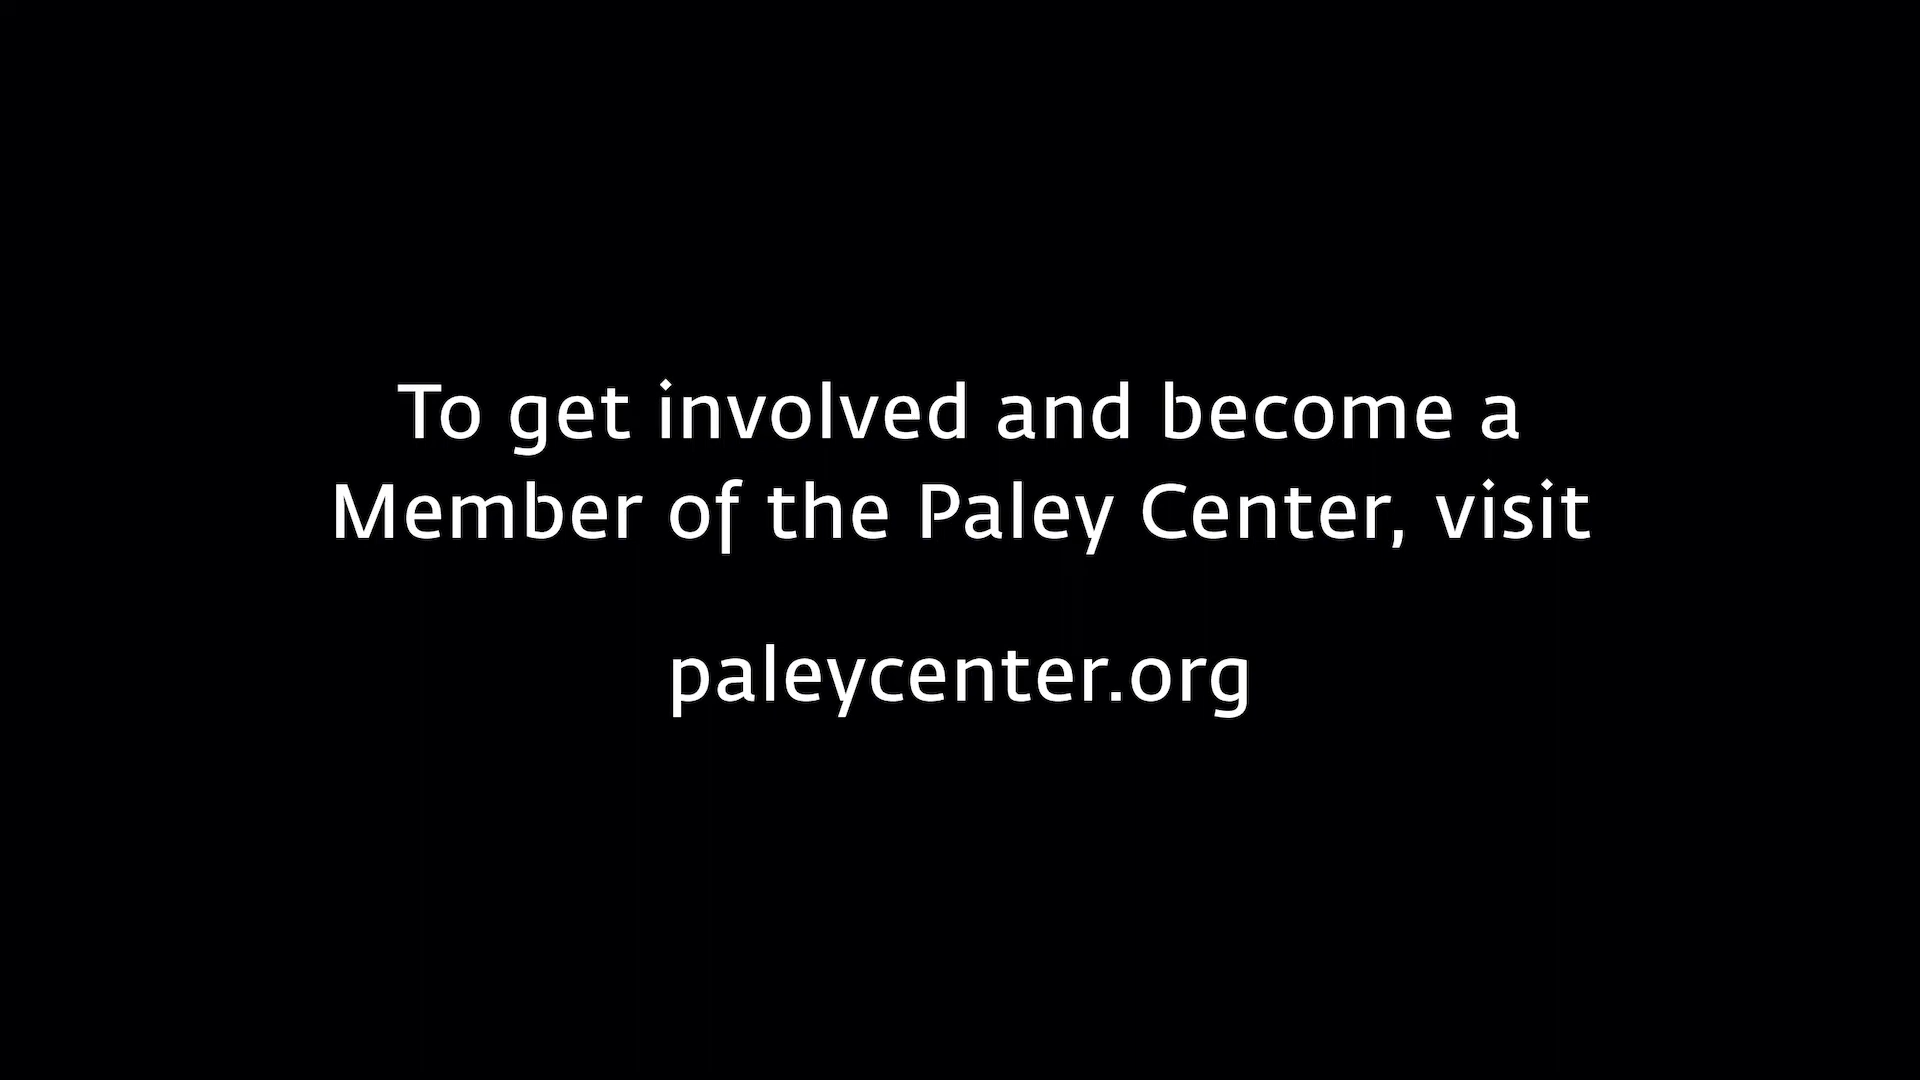 To get involved and become a
Member of the Paley Center, visit
paleycenter.org